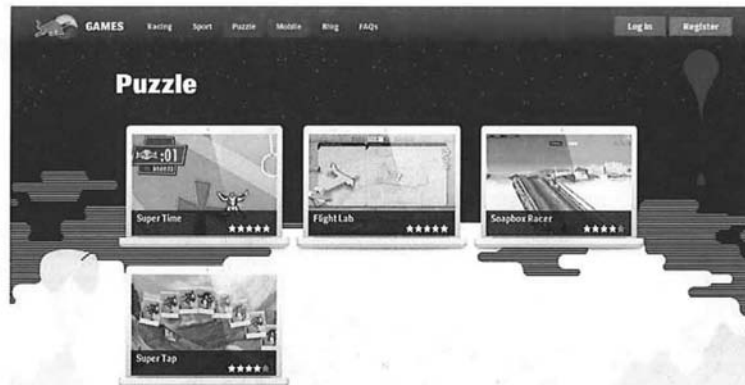 GAMES Racing Sport Puzzle Mobile Blog FAQs Log In Register
Puzzle
:01
Super Time
Flight Lab
Soapbox Racer
Super Tap